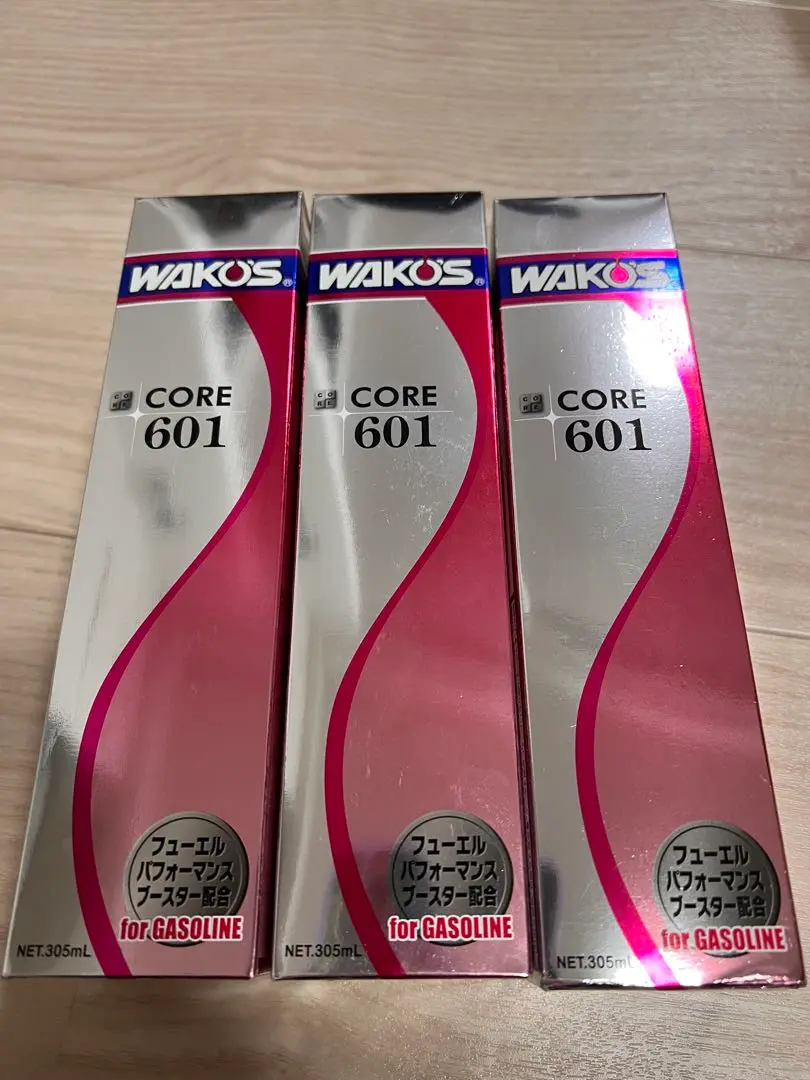 WAKO'S®
CORE
CORE
601
フューエル
パフォーマンス
ブースター配合
for GASOLINE
NET.305mL
WAKO'S®
CORE
CORE
601
フューエル
パフォーマンス
ブースター配合
for GASOLINE
NET.305mL
WAKO'S
CORE
CORE
601
フューエル
パフォーマンス
ブースター配合
for GASOLINE
NET.305mL